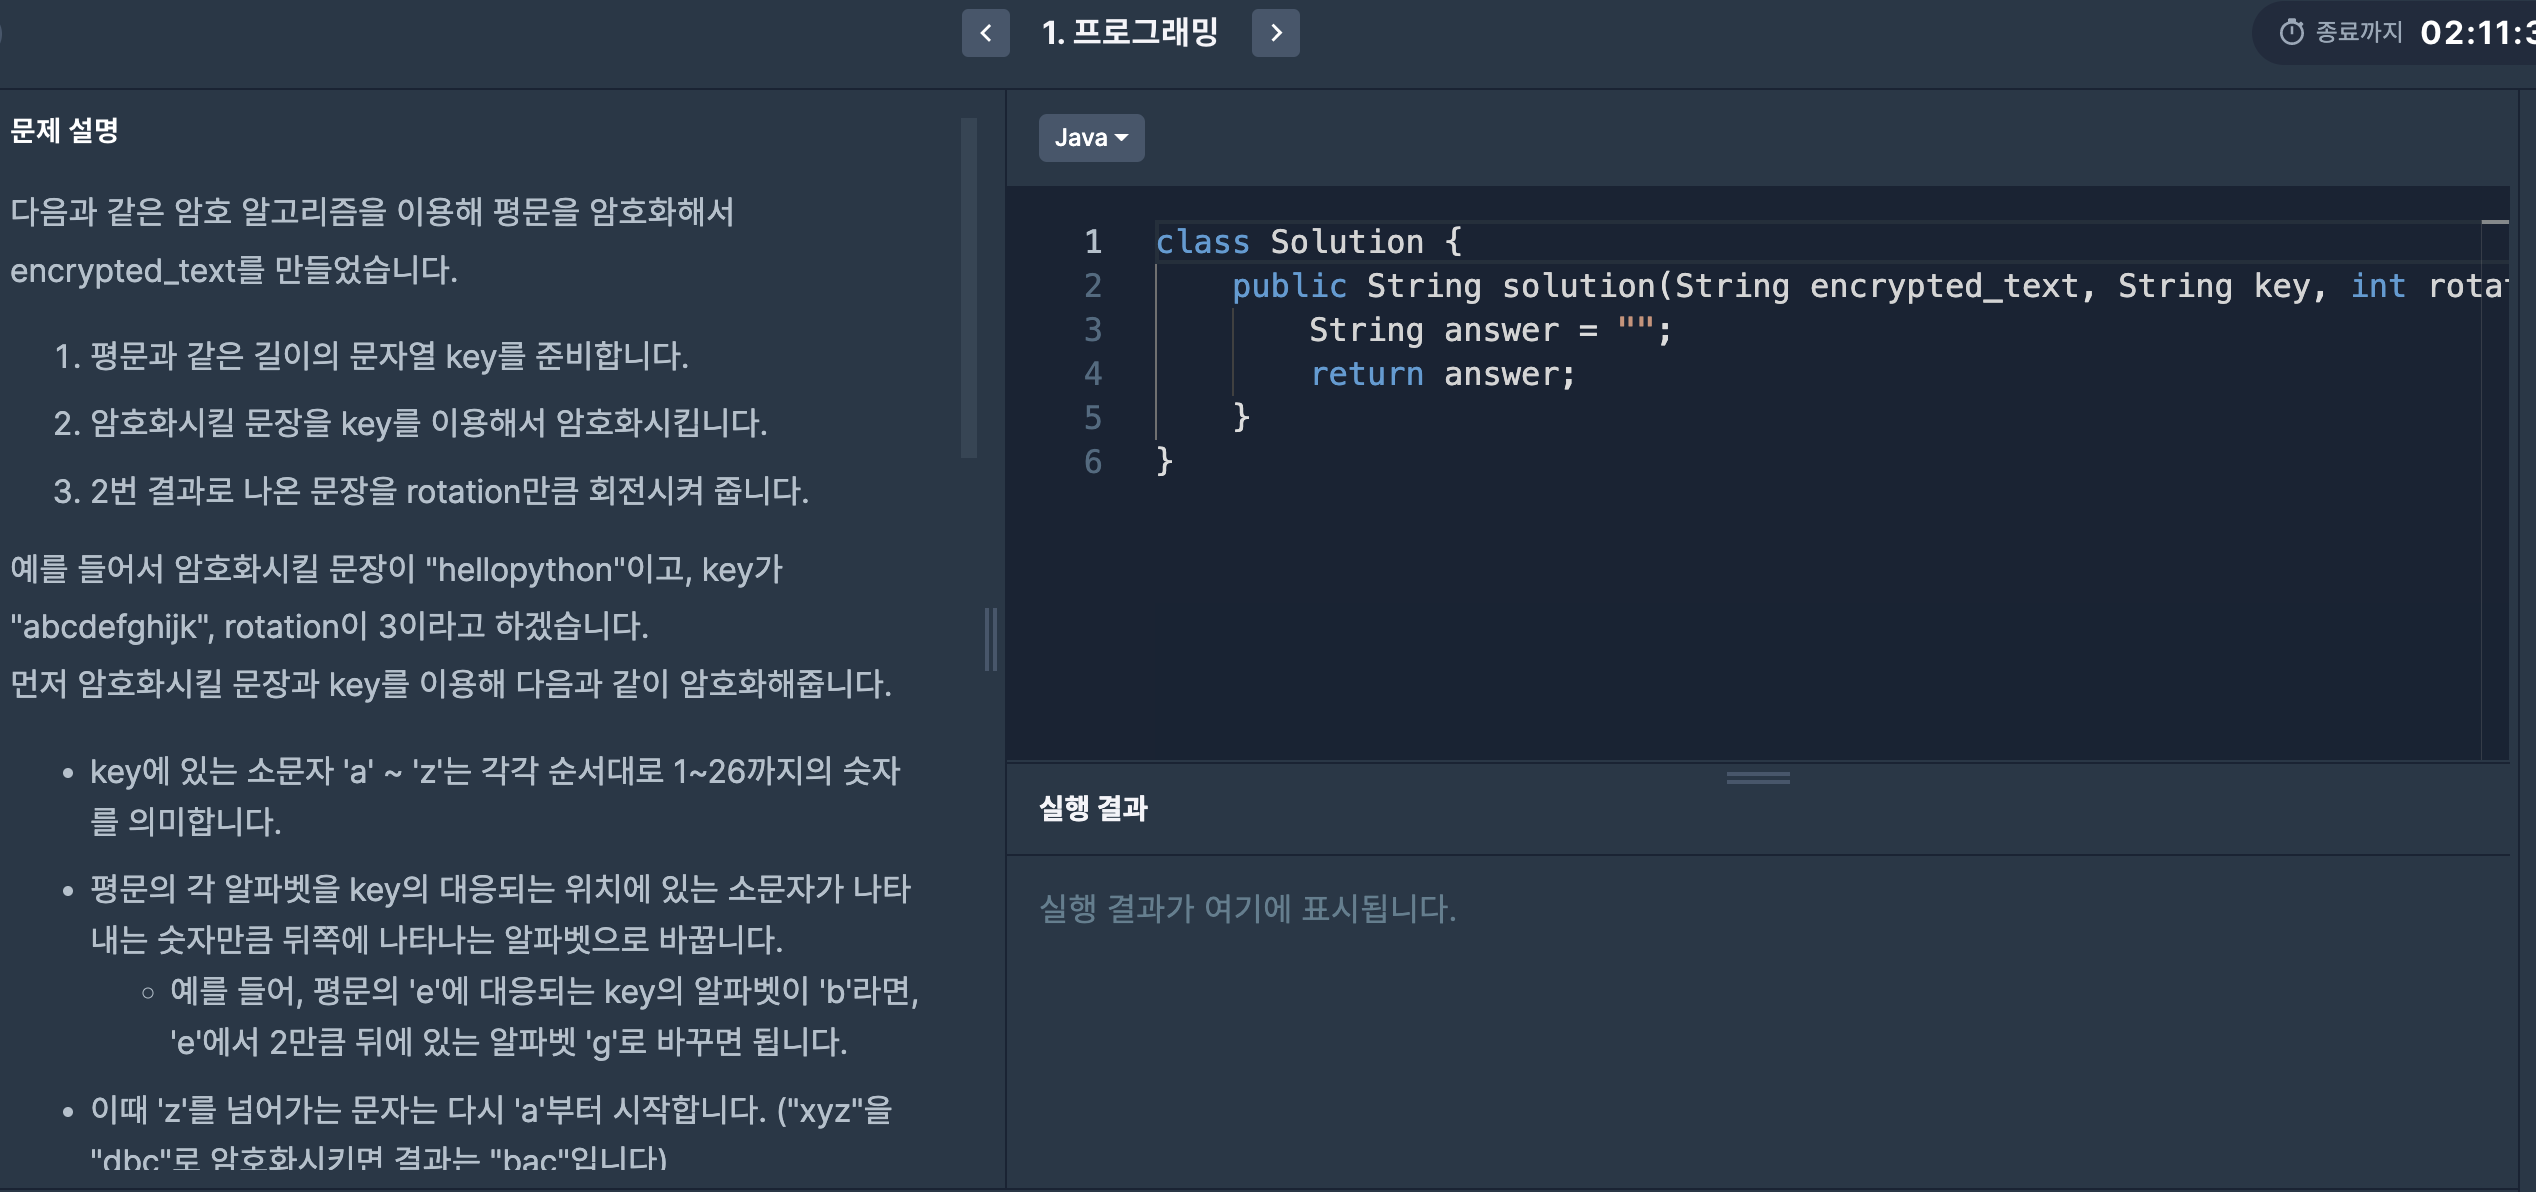 1. 프로그래밍
종료까지 02:11:3
문제 설명
다음과 같은 암호 알고리즘을 이용해 평문을 암호화해서
encrypted_text를 만들었습니다.
1. 평문과 같은 길이의 문자열 key를 준비합니다.
2. 암호화시킬 문장을 key를 이용해서 암호화시킵니다.
3. 2번 결과로 나온 문장을 rotation만큼 회전시켜 줍니다.
예를 들어서 암호화시킬 문장이 "hellopython"이고, key가
"abcdefghijk", rotation이 3이라고 하겠습니다.
먼저 암호화시킬 문장과 key를 이용해 다음과 같이 암호화해줍니다.
• key에 있는 소문자 'a' ~ 'z'는 각각 순서대로 1~26까지의 숫자
를 의미합니다.
• 평문의 각 알파벳을 key의 대응되는 위치에 있는 소문자가 나타
내는 숫자만큼 뒤쪽에 나타나는 알파벳으로 바꿉니다.
◦ 예를 들어, 평문의 'e'에 대응되는 key의 알파벳이 'b'라면,
'e'에서 2만큼 뒤에 있는 알파벳 'g'로 바꾸면 됩니다.
• 이때 'z'를 넘어가는 문자는 다시 'a'부터 시작합니다. ("xyz"을
"dbc"로 암호화시키면 결과는 "bac"입니다)
Java
1 class Solution {
2     public String solution(String encrypted_text, String key, int rotat
3         String answer = "";
4         return answer;
5     }
6 }
실행 결과
실행 결과가 여기에 표시됩니다.